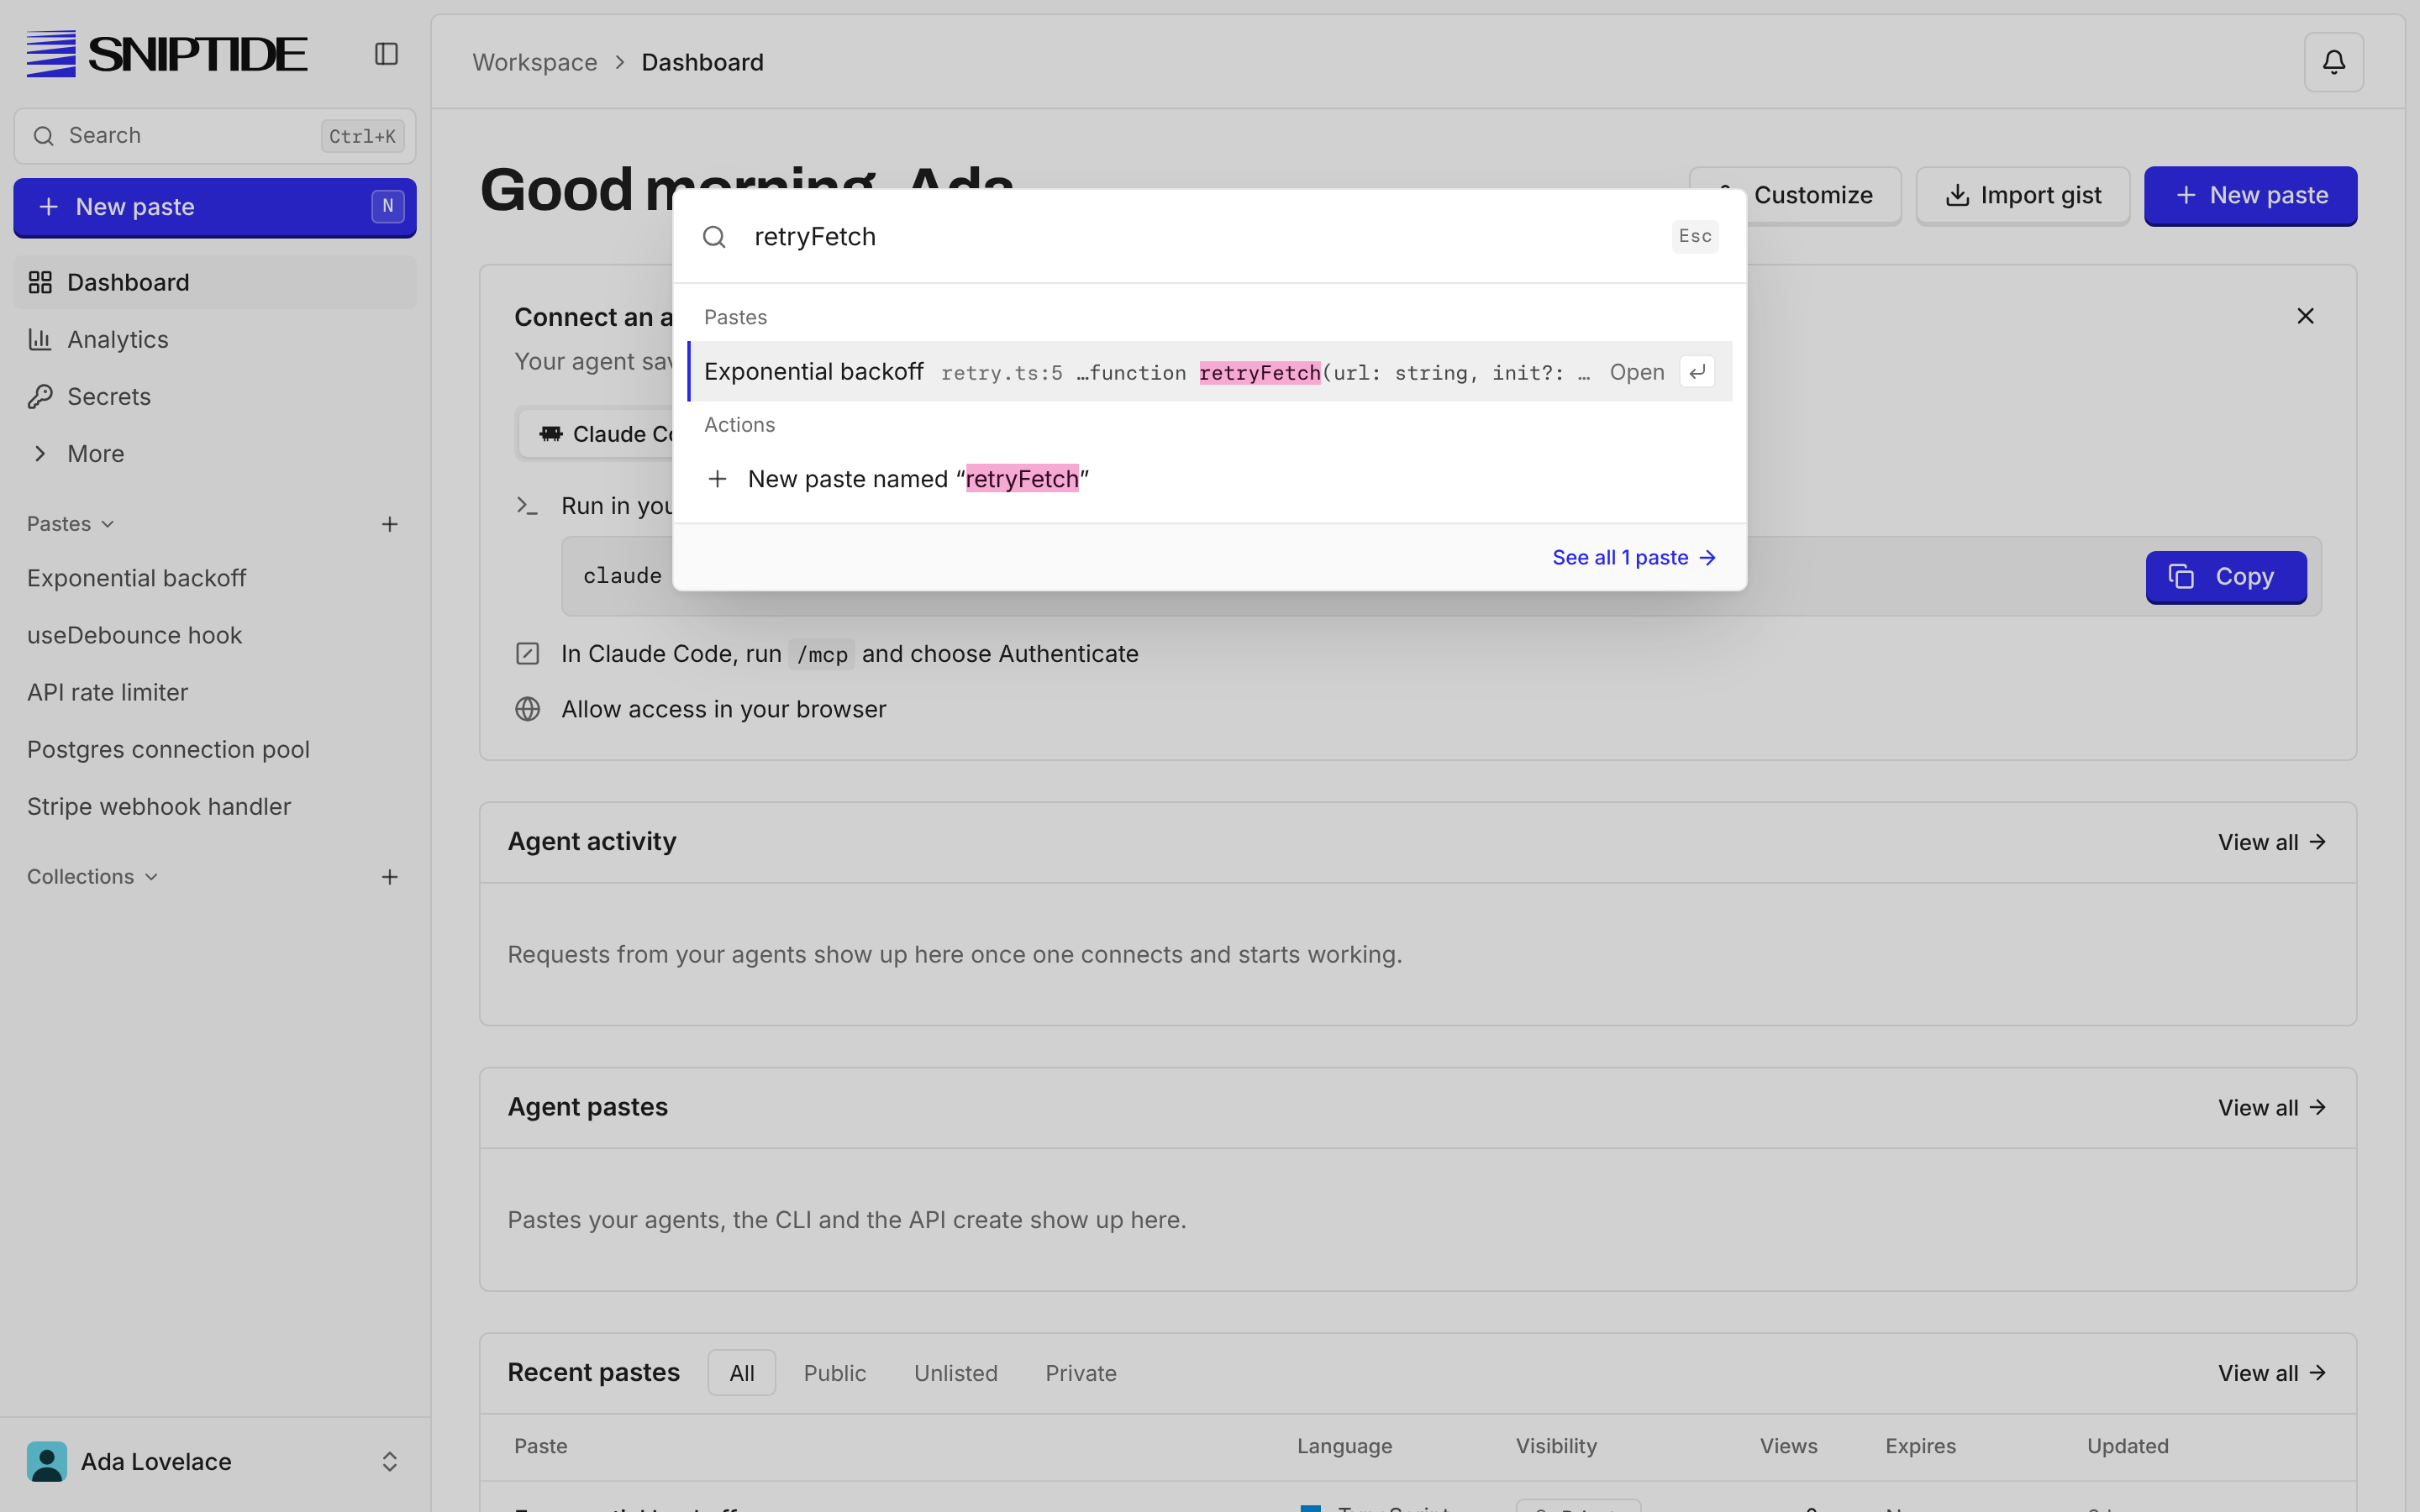 SNIPTIDE
Search Ctrl+K
New paste N
Dashboard
Analytics
Secrets
More
Pastes
Exponential backoff
useDebounce hook
API rate limiter
Postgres connection pool
Stripe webhook handler
Collections
Ada Lovelace
Workspace > Dashboard
Good morning, Ada
Customize
Import gist
New paste
retryFetch Esc
Pastes
Exponential backoff retry.ts:5 …function retryFetch(url: string, init?: … Open
Actions
New paste named “retryFetch”
See all 1 paste →
Connect an a
Your agent sav
Claude Co
Run in you
claude
Copy
In Claude Code, run /mcp and choose Authenticate
Allow access in your browser
Agent activity View all →
Requests from your agents show up here once one connects and starts working.
Agent pastes View all →
Pastes your agents, the CLI and the API create show up here.
Recent pastes All Public Unlisted Private View all →
Paste Language Visibility Views Expires Updated